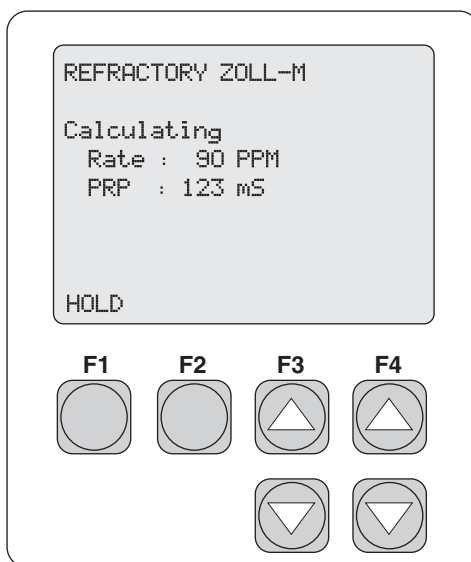 REFRACTORY ZOLL-M
Calculating
Rate : 90 PPM
PRP : 123 mS
HOLD
F1 F2 F3 F4